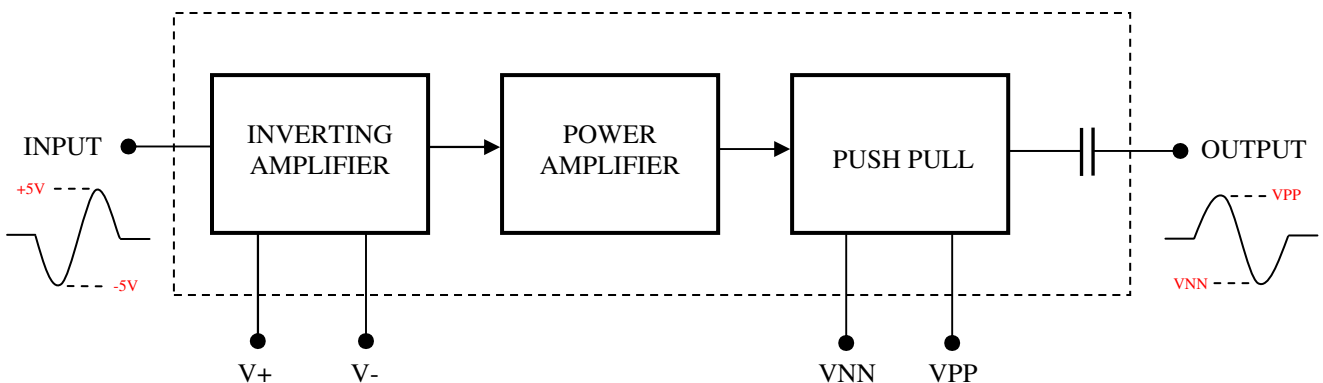 INPUT
+5V
-5V
INVERTING
AMPLIFIER
POWER
AMPLIFIER
PUSH PULL
OUTPUT
VPP
VNN
V+
V-
VNN
VPP